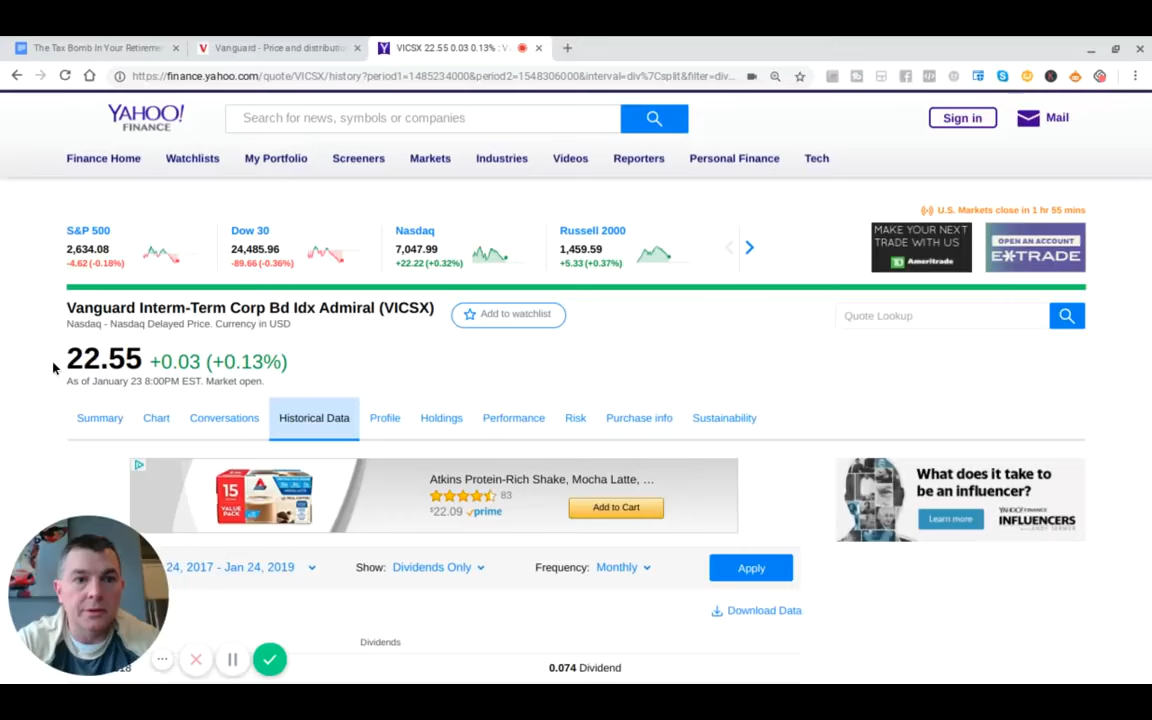 The Tax Bomb In Your Retiremen
Vanguard - Price and distributio
VICSX 22.55 0.03 0.13% : V
https://finance.yahoo.com/quote/VICSX/history?period1=1485234000&period2=1548306000&interval=div%7Csplit&filter=div...
YAHOO!
FINANCE
Search for news, symbols or companies
Sign in
Mail
Finance Home Watchlists My Portfolio Screeners Markets Industries Videos Reporters Personal Finance Tech
U.S. Markets close in 1 hr 55 mins
S&P 500
2,634.08
-4.62 (-0.18%)
Dow 30
24,485.96
-89.66 (-0.36%)
Nasdaq
7,047.99
+22.22 (+0.32%)
Russell 2000
1,459.59
+5.33 (+0.37%)
MAKE YOUR NEXT
TRADE WITH US
Ameritrade
OPEN AN ACCOUNT
E*TRADE
Vanguard Interm-Term Corp Bd Idx Admiral (VICSX)
Nasdaq - Nasdaq Delayed Price. Currency in USD
Add to watchlist
Quote Lookup
22.55 +0.03 (+0.13%)
As of January 23 8:00PM EST. Market open.
Summary Chart Conversations Historical Data Profile Holdings Performance Risk Purchase info Sustainability
15
VALUE
PACK
Atkins Protein-Rich Shake, Mocha Latte, ...
83
$22.09 prime
Add to Cart
What does it take to
be an influencer?
Learn more
YAHOO! FINANCE
INFLUENCERS
24, 2017 - Jan 24, 2019
Show: Dividends Only
Frequency: Monthly
Apply
Download Data
Dividends
0.074 Dividend